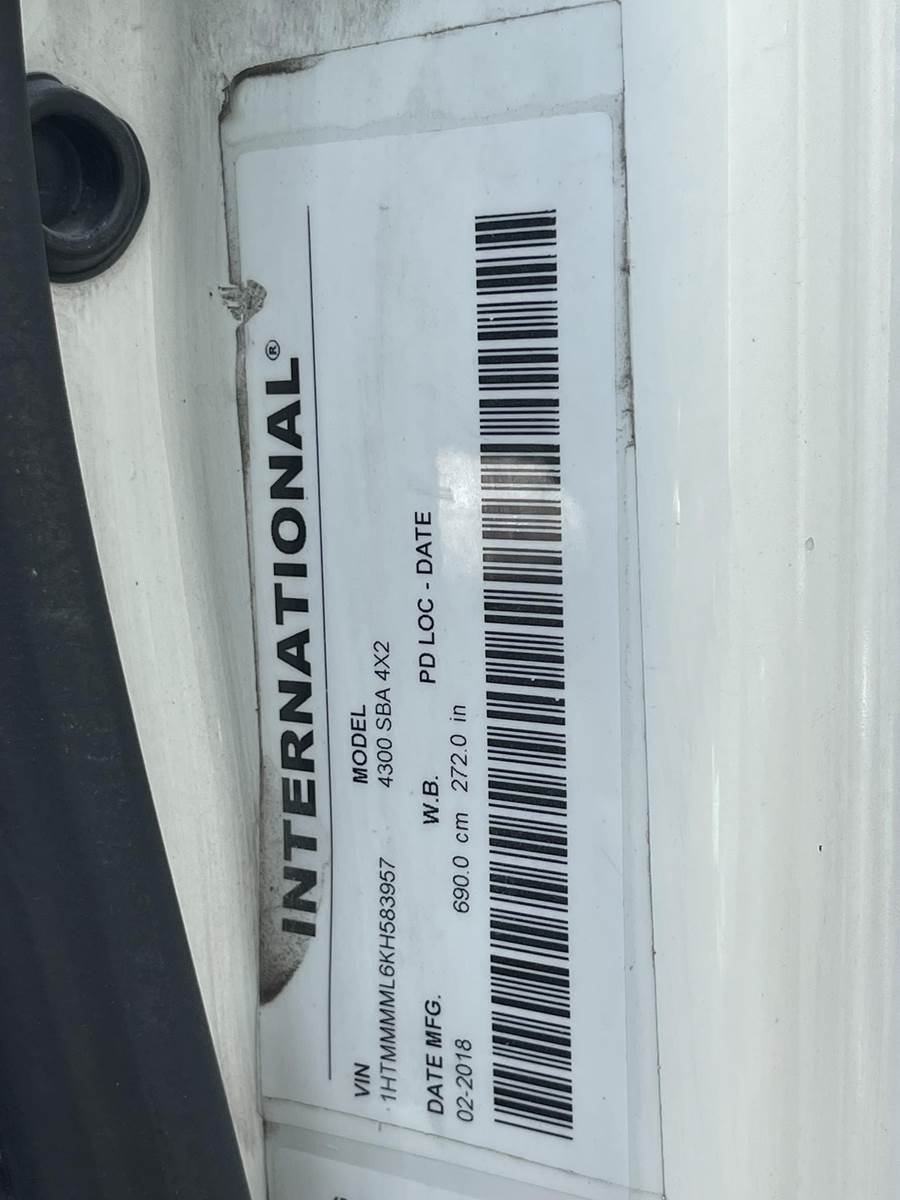 INTERNATIONAL®
VIN MODEL
1HTMMMML6KH583957 4300 SBA 4X2
DATE MFG. W.B. PD LOC - DATE
02-2018 690.0 cm 272.0 in